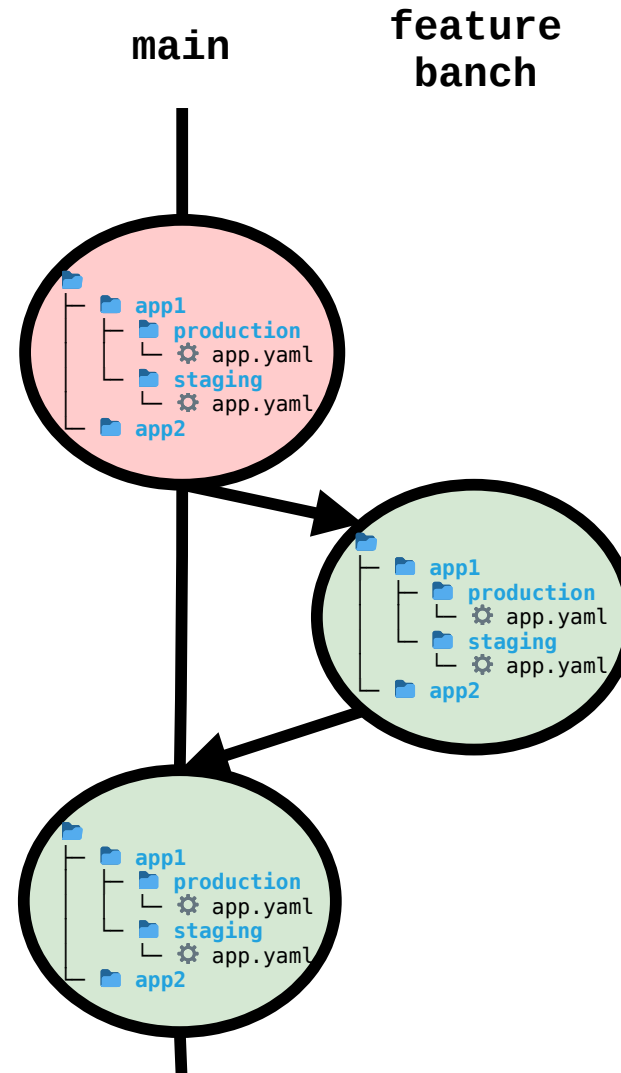 main
feature
banch
app1
production
app.yaml
staging
app.yaml
app2
app1
production
app.yaml
staging
app.yaml
app2
app1
production
app.yaml
staging
app.yaml
app2